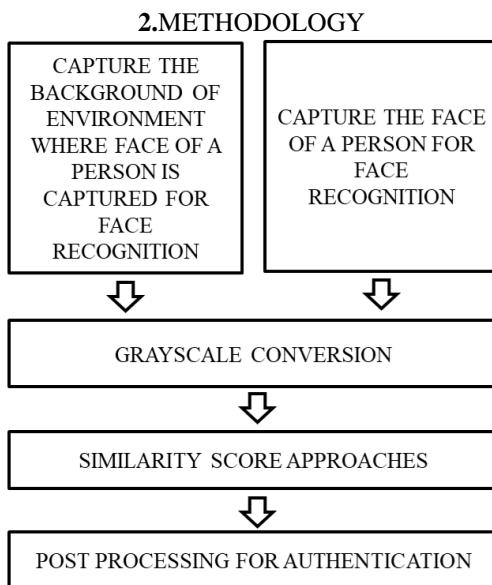 2.METHODOLOGY
CAPTURE THE
BACKGROUND OF
ENVIRONMENT
WHERE FACE OF A
PERSON IS
CAPTURED FOR
FACE
RECOGNITION
CAPTURE THE FACE
OF A PERSON FOR
FACE
RECOGNITION
GRAYSCALE CONVERSION
SIMILARITY SCORE APPROACHES
POST PROCESSING FOR AUTHENTICATION